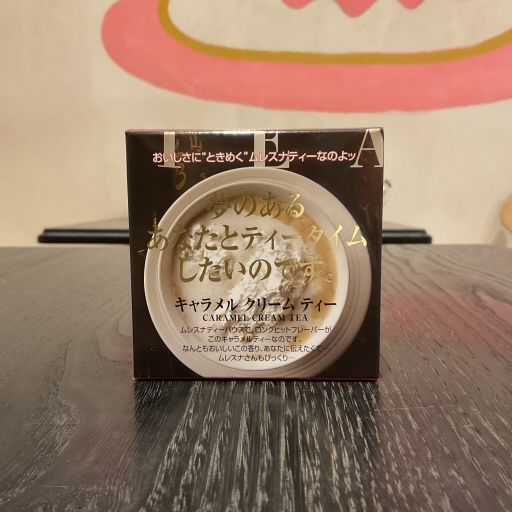 TEA
おいしさに"ときめく"ムレスナティーなのよッ
夢のある
あなたとティータイム
したいのです。
キャラメル クリーム ティー
CARAMEL CREAM TEA
ムレスナティーハウスで、ロングヒットフレーバーが
このキャラメルティーなのです。
なんともおいしいこの香り、あなたに伝えたくて…
ムレスナさんもびっくり…